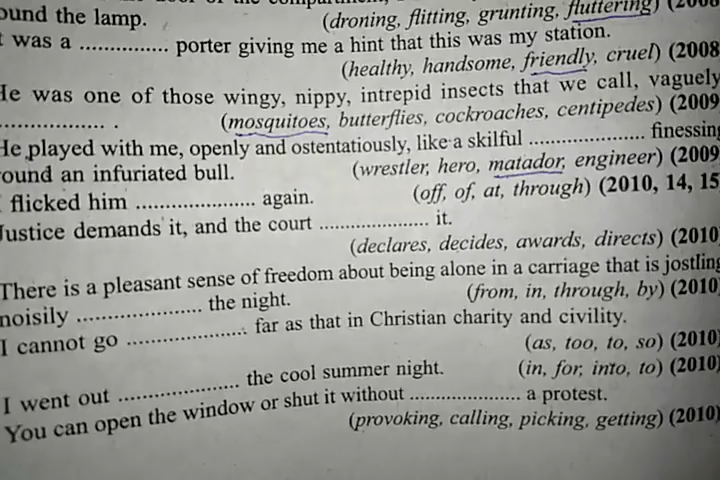 ound the lamp. (droning, flitting, grunting, fluttering)
t was a ................ porter giving me a hint that this was my station.
(healthy, handsome, friendly, cruel) (2008
He was one of those wingy, nippy, intrepid insects that we call, vaguely
.................. . (mosquitoes, butterflies, cockroaches, centipedes) (2009
He played with me, openly and ostentatiously, like a skilful .................... finessing
ound an infuriated bull. (wrestler, hero, matador, engineer) (2009
I flicked him ..................... again. (off, of, at, through) (2010, 14, 15
Justice demands it, and the court .................... it.
(declares, decides, awards, directs) (2010)
There is a pleasant sense of freedom about being alone in a carriage that is jostling
noisily ...................... the night. (from, in, through, by) (2010)
I cannot go ..................... far as that in Christian charity and civility.
(as, too, to, so) (2010)
I went out ..................... the cool summer night. (in, for, into, to) (2010)
You can open the window or shut it without .................... a protest.
(provoking, calling, picking, getting) (2010)